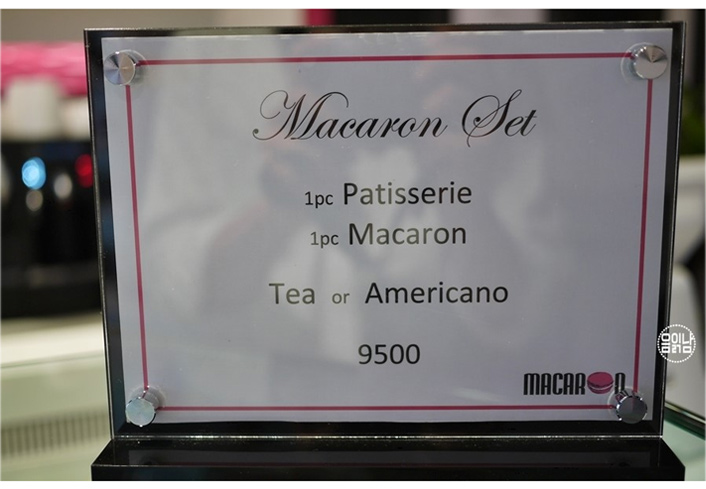 Macaron Set
1pc Patisserie
1pc Macaron
Tea or Americano
9500
MACARON